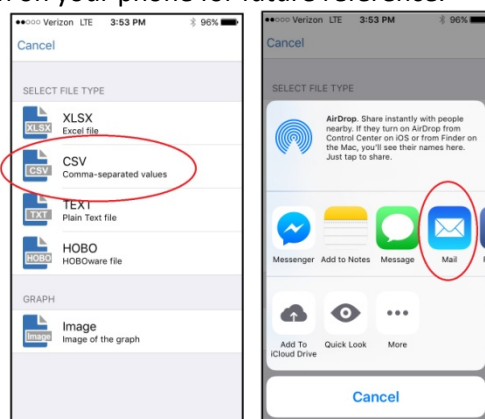 on your phone for future reference.
Verizon LTE 3:53 PM 96%
Cancel
SELECT FILE TYPE
XLSX
XLSX
Excel file
CSV
CSV
Comma-separated values
TEXT
TXT
Plain Text file
HOBO
HOBO
HOBOware file
GRAPH
Image
Image
Image of the graph
Verizon LTE 3:53 PM 96%
Cancel
SELECT FILE TYPE
AirDrop. Share instantly with people
nearby. If they turn on AirDrop from
Control Center on iOS or from Finder on
the Mac, you'll see their names here.
Just tap to share.
Messenger Add to Notes Message Mail
Add To
iCloud Drive
Quick Look
More
Cancel